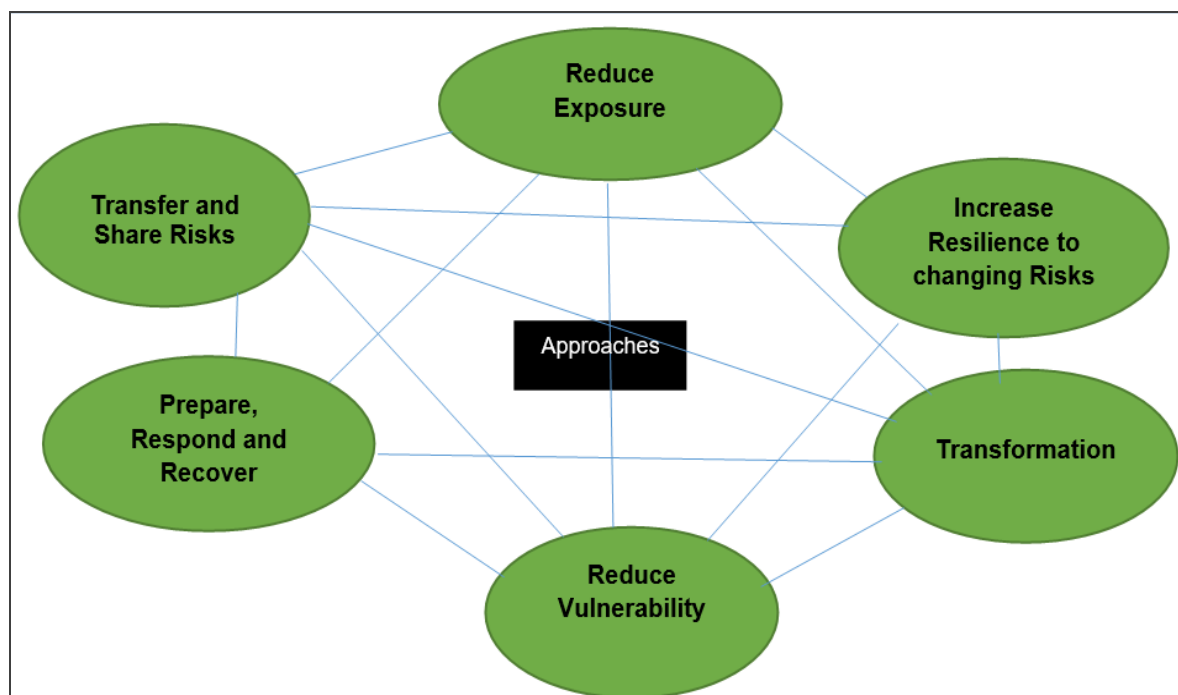 Reduce
Exposure
Transfer and
Share Risks
Increase
Resilience to
changing Risks
Approaches
Prepare,
Respond and
Recover
Transformation
Reduce
Vulnerability